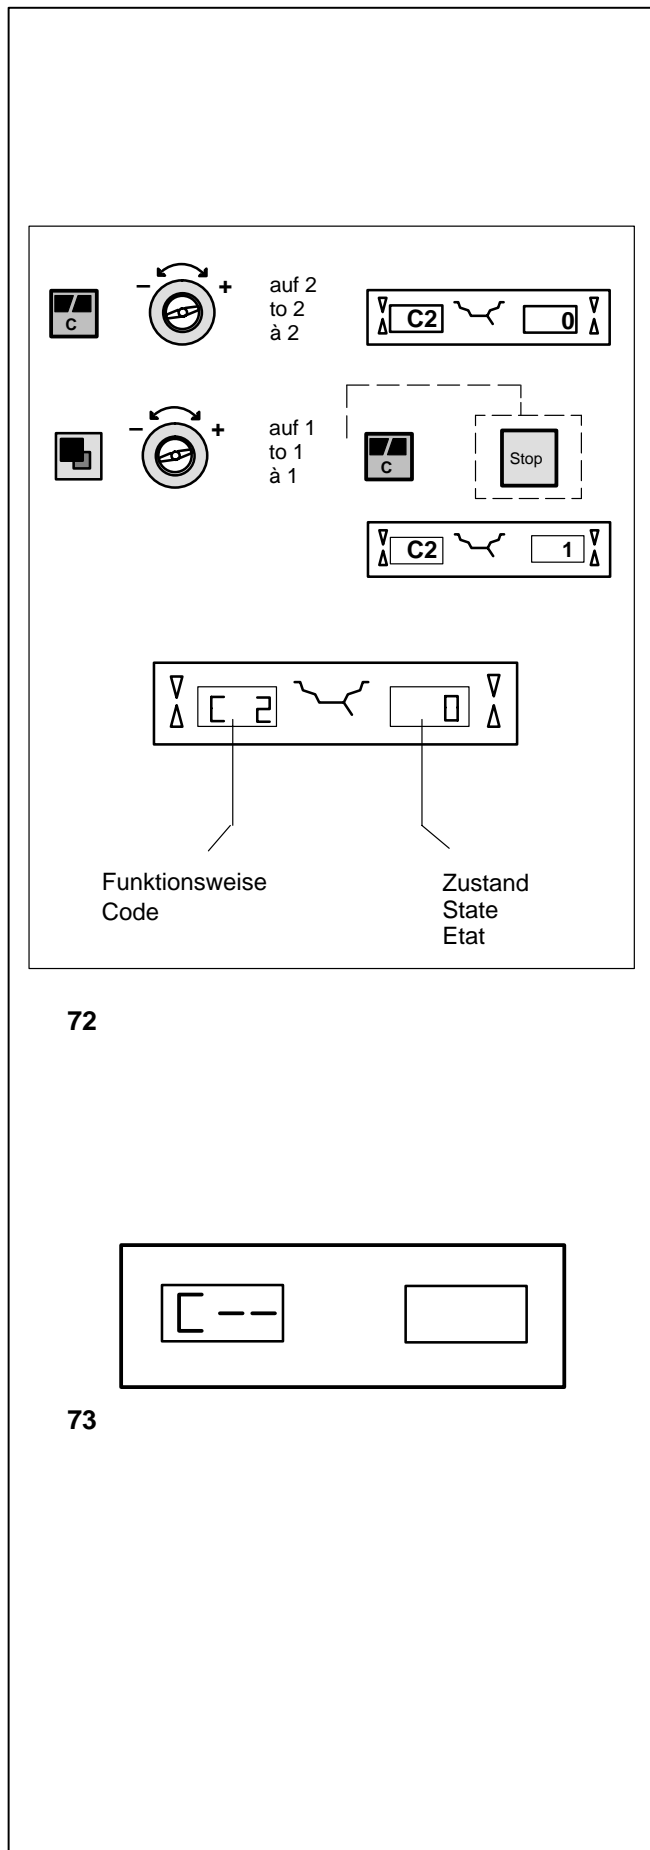 C
– +
auf 2
to 2
à 2
C2 0
– +
auf 1
to 1
à 1
C
Stop
C2 1
C 2 0
Funktionsweise
Code
Zustand
State
Etat
72
C --
73